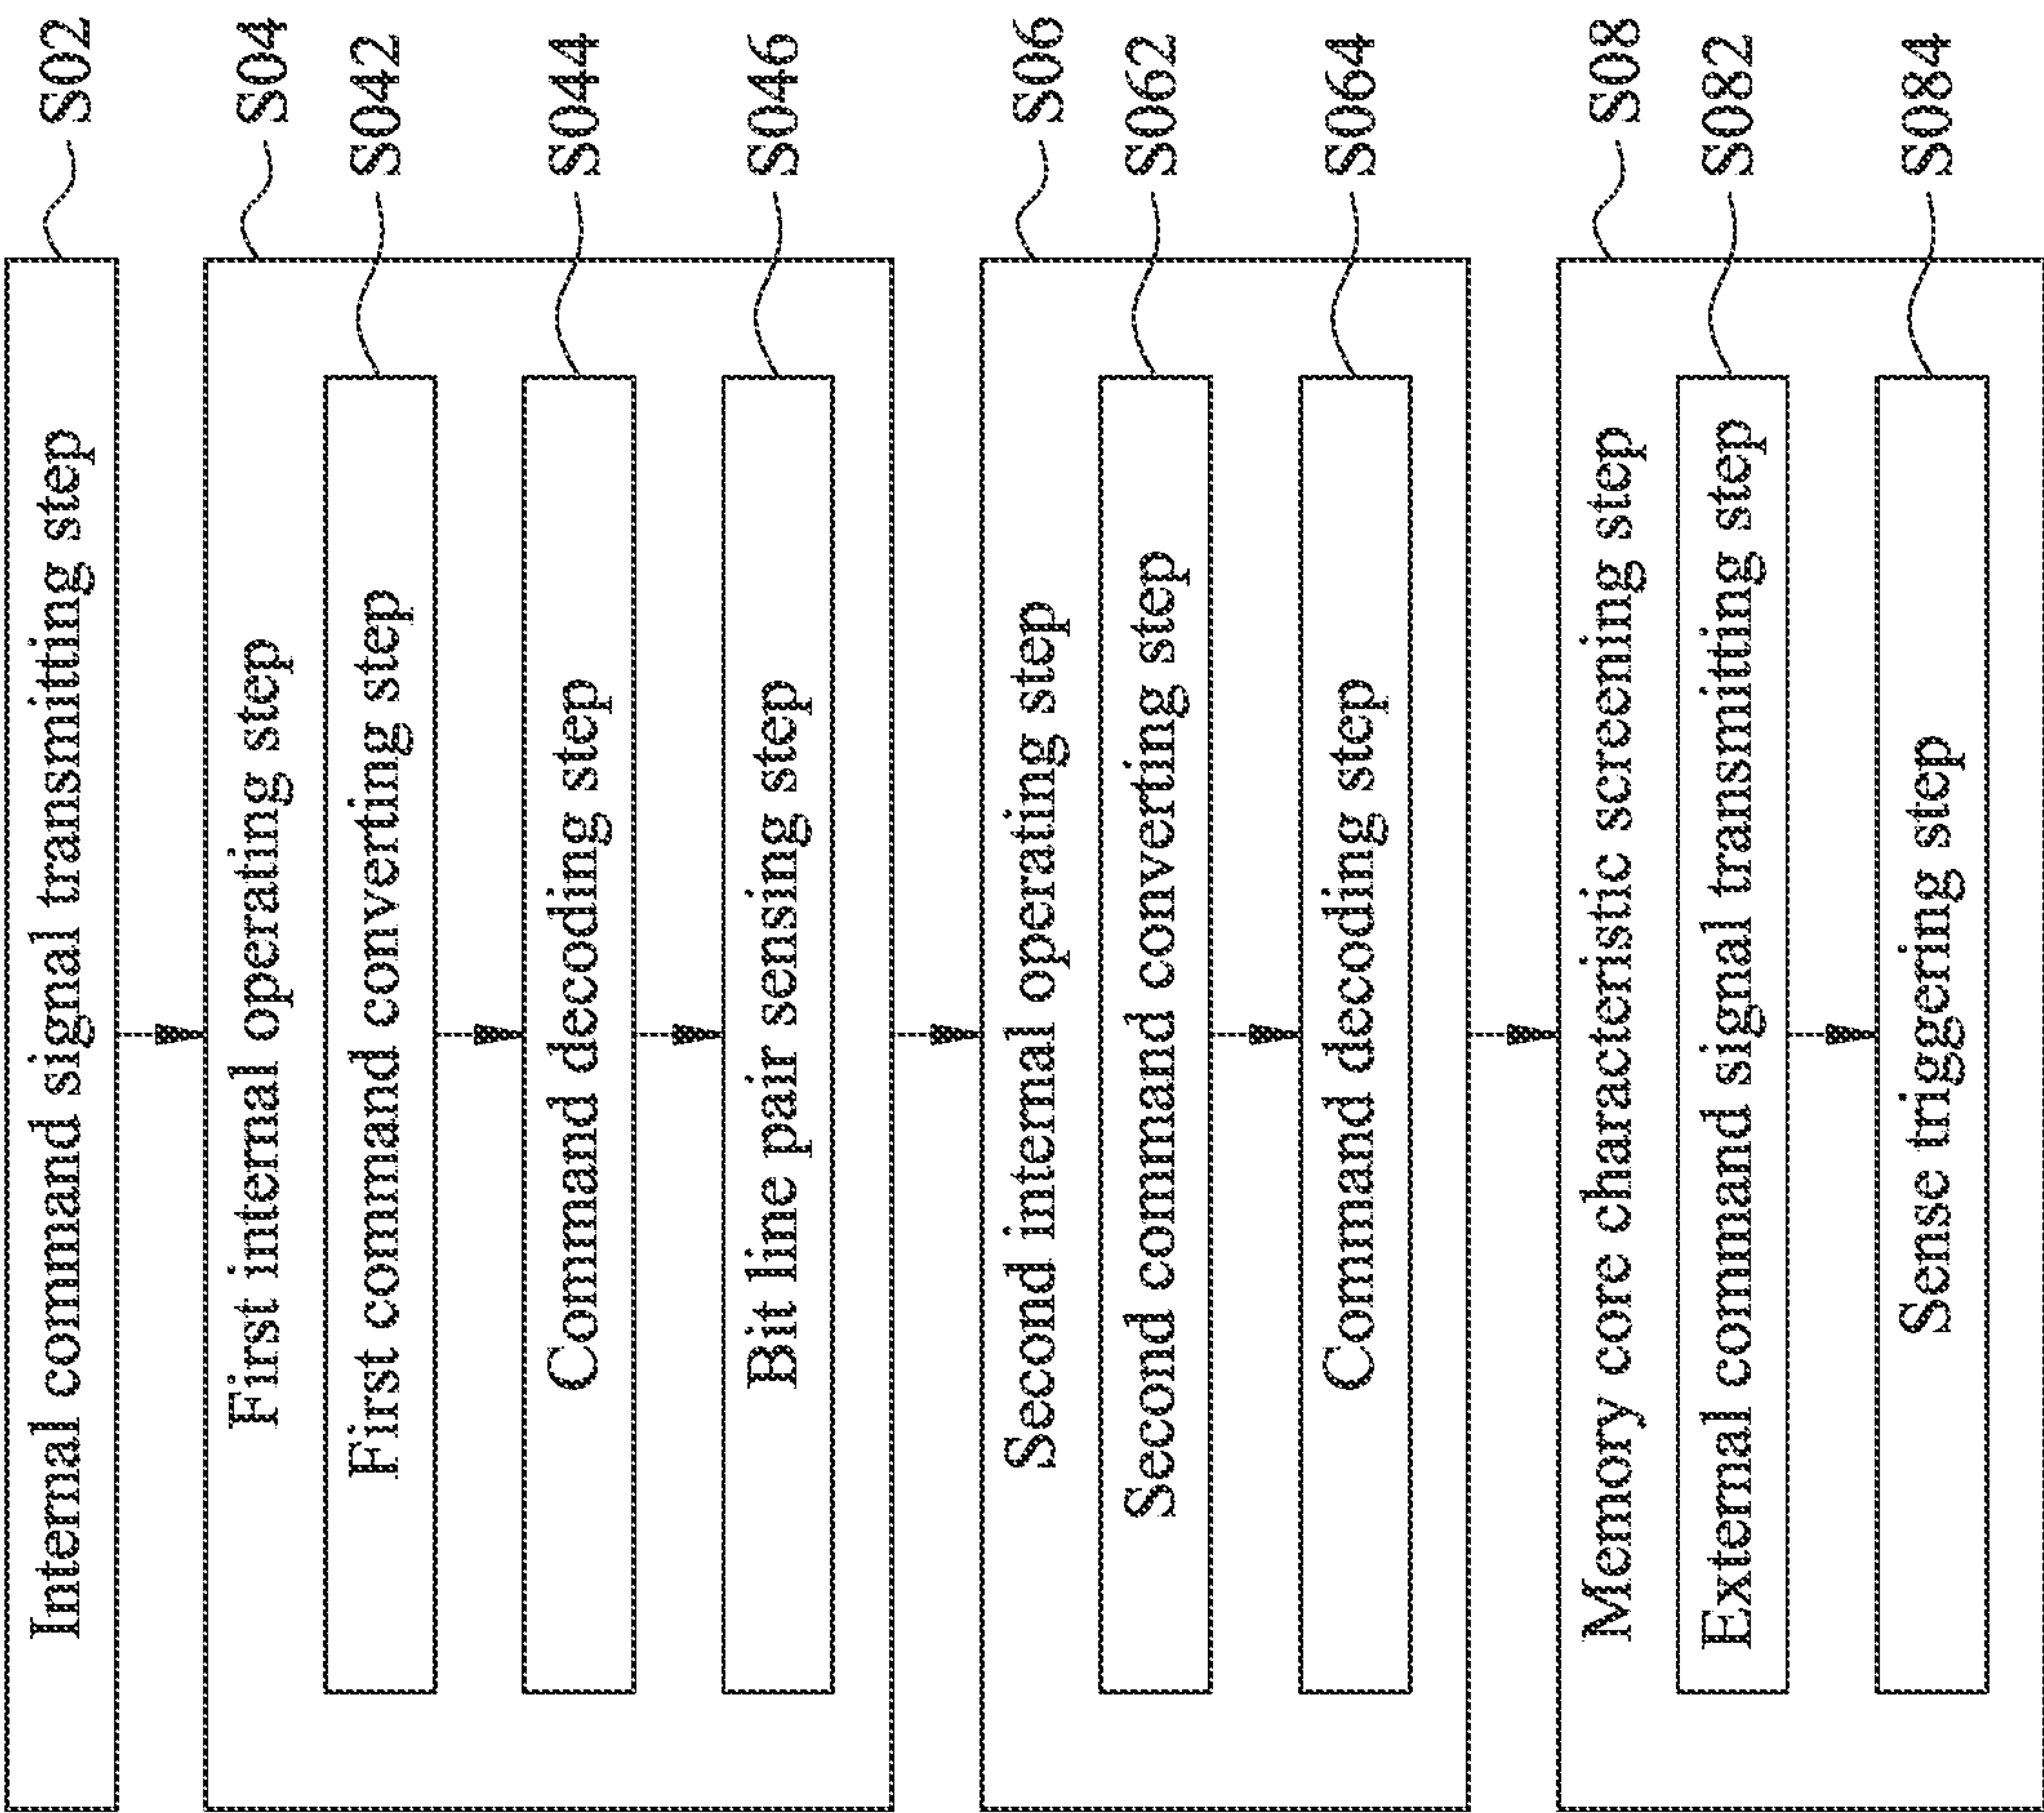 Internal command signal transmitting step
S02
First internal operating step
S04
First command converting step
S042
Command decoding step
S044
Bit line pair sensing step
S046
Second internal operating step
S06
Second command converting step
S062
Command decoding step
S064
Memory core characteristic screening step
S08
External command signal transmitting step
S082
Sense triggering step
S084